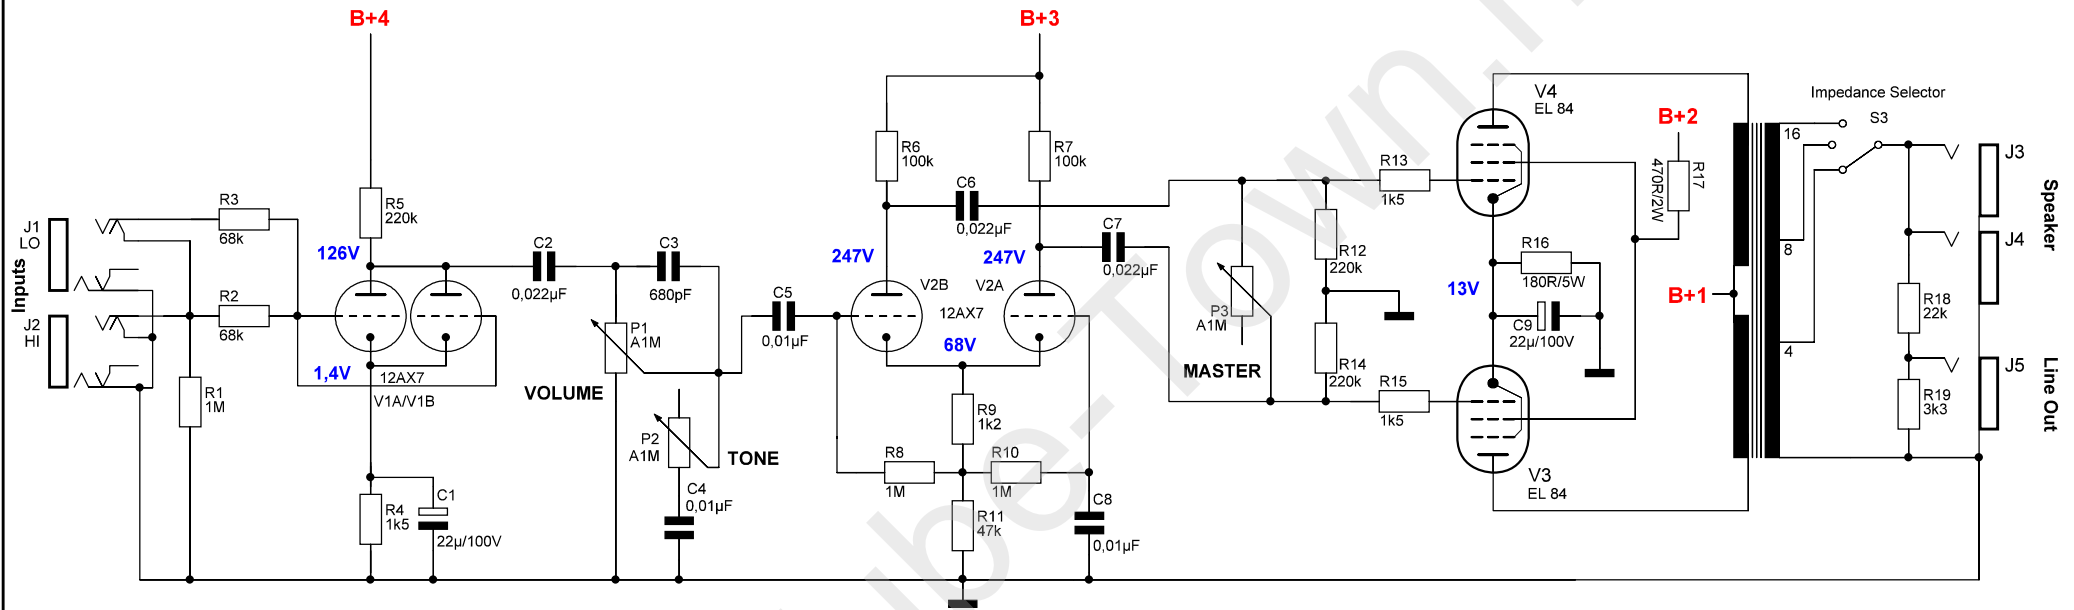 B+4
B+3
Inputs
J1
LO
J2
HI
R3
68k
R2
68k
R1
1M
R5
220k
126V
1,4V
12AX7
V1A/V1B
R4
1k5
C1
22µ/100V
C2
0,022µF
C3
680pF
P1
A1M
VOLUME
P2
A1M
TONE
C4
0,01µF
C5
0,01µF
R6
100k
R7
100k
C6
0,022µF
C7
0,022µF
247V
247V
V2B
V2A
12AX7
68V
R9
1k2
R8
1M
R10
1M
R11
47k
C8
0,01µF
P3
A1M
MASTER
R12
220k
R14
220k
R13
1k5
R15
1k5
V4
EL 84
V3
EL 84
13V
R16
180R/5W
C9
22µ/100V
B+2
R17
470R/2W
B+1
Impedance Selector
S3
16
8
4
R18
22k
R19
3k3
J3
J4
J5
Speaker
Line Out
ube-Town.